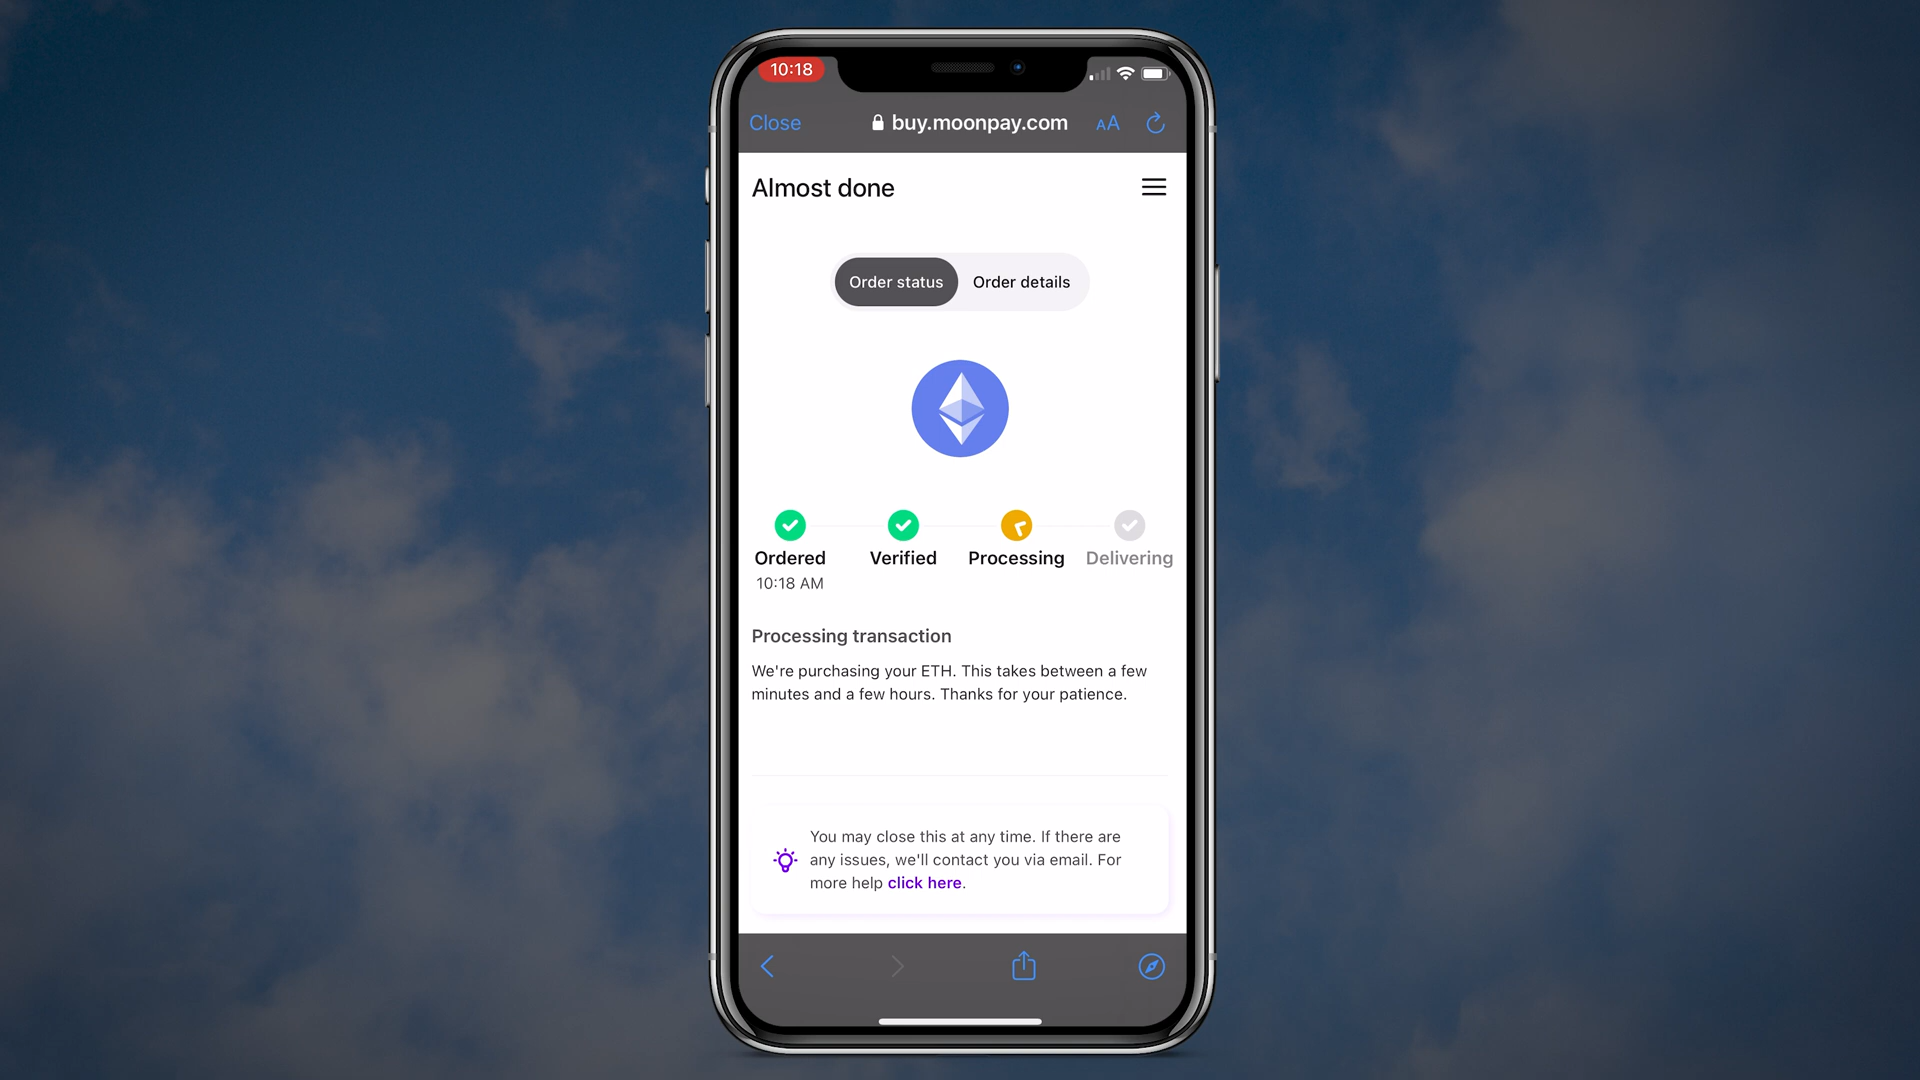 10:18
Close
buy.moonpay.com
AA
Almost done
Order status
Order details
Ordered
Verified
Processing
Delivering
10:18 AM
Processing transaction
We're purchasing your ETH. This takes between a few
minutes and a few hours. Thanks for your patience.
You may close this at any time. If there are
any issues, we'll contact you via email. For
more help click here.